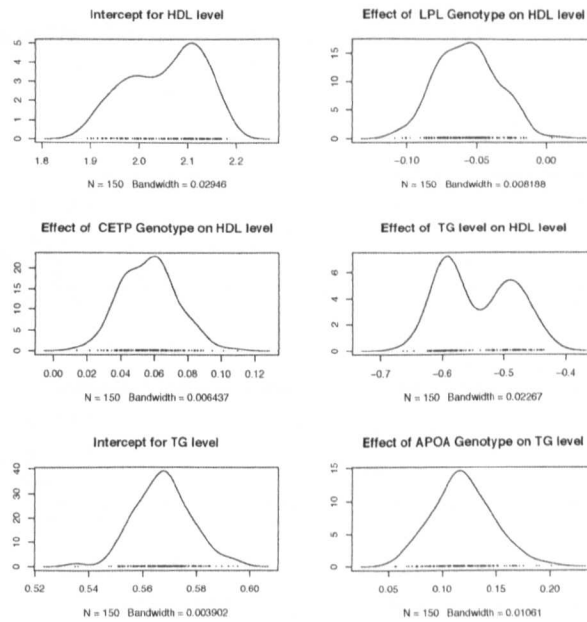 Intercept for HDL level
0 1 2 3 4 5
1.8 1.9 2.0 2.1 2.2
N = 150 Bandwidth = 0.02946
Effect of LPL Genotype on HDL level
0 5 10 15
−0.10 −0.05 0.00
N = 150 Bandwidth = 0.008188
Effect of CETP Genotype on HDL level
0 5 10 15 20
0.00 0.02 0.04 0.06 0.08 0.10 0.12
N = 150 Bandwidth = 0.006437
Effect of TG level on HDL level
0 2 4 6
−0.7 −0.6 −0.5 −0.4
N = 150 Bandwidth = 0.02267
Intercept for TG level
0 10 20 30 40
0.52 0.54 0.56 0.58 0.60
N = 150 Bandwidth = 0.003902
Effect of APOA Genotype on TG level
0 5 10 15
0.05 0.10 0.15 0.20
N = 150 Bandwidth = 0.01061